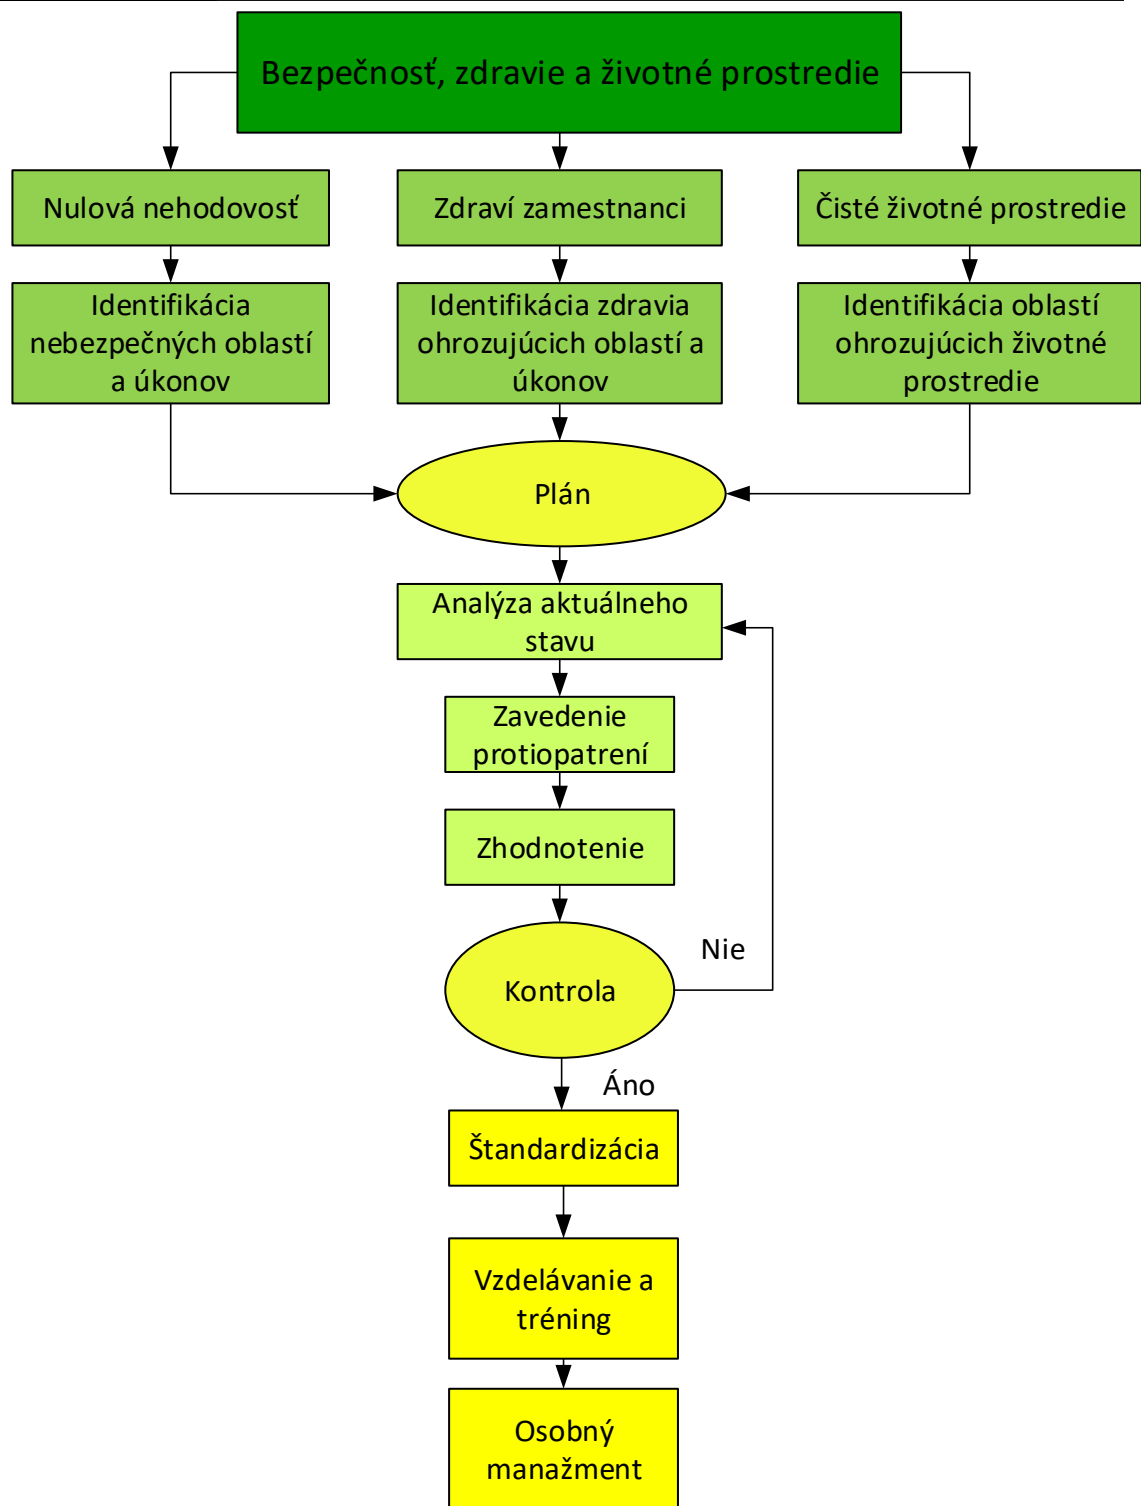 Bezpečnosť, zdravie a životné prostredie
Nulová nehodovosť
Zdraví zamestnanci
Čisté životné prostredie
Identifikácia
nebezpečných oblastí
a úkonov
Identifikácia zdravia
ohrozujúcich oblastí a
úkonov
Identifikácia oblastí
ohrozujúcich životné
prostredie
Plán
Analýza aktuálneho
stavu
Zavedenie
protiopatrení
Zhodnotenie
Kontrola
Nie
Áno
Štandardizácia
Vzdelávanie a
tréning
Osobný
manažment